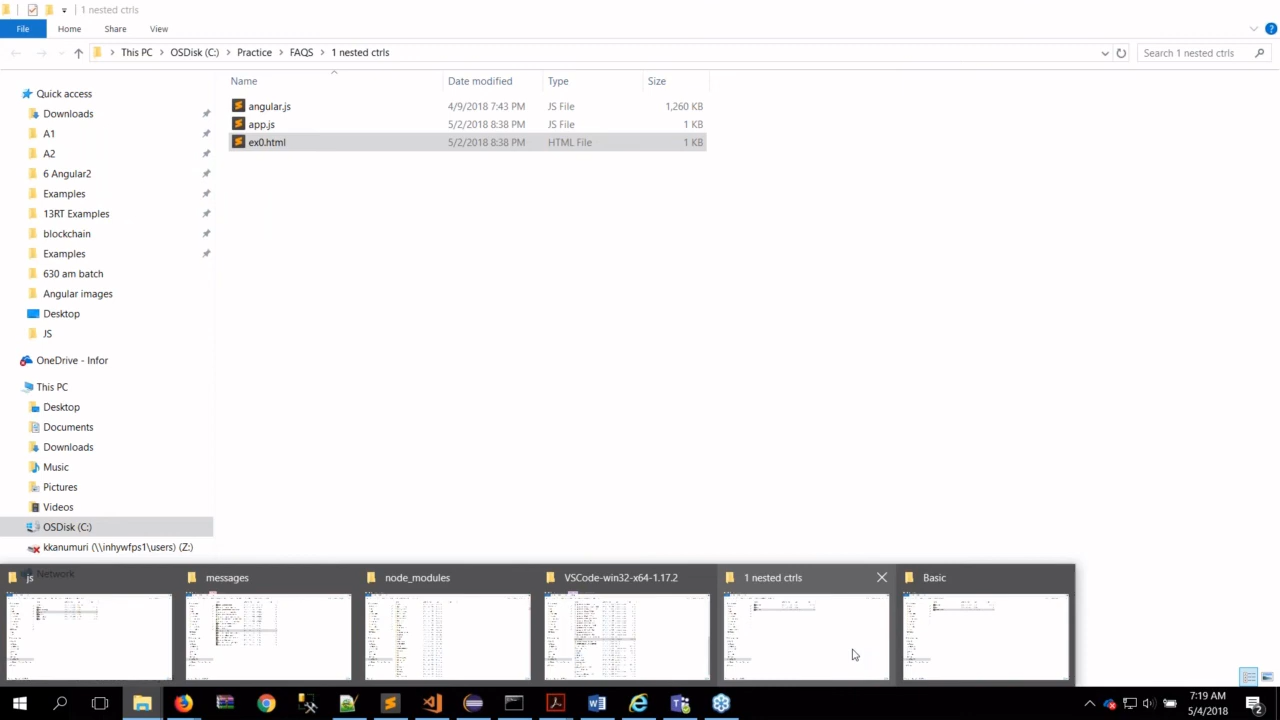 1 nested ctrls
File Home Share View
This PC OSDisk (C:) Practice FAQS 1 nested ctrls Search 1 nested ctrls
Name Date modified Type Size
angular.js 4/9/2018 7:43 PM JS File 1,260 KB
app.js 5/2/2018 8:38 PM JS File 1 KB
ex0.html 5/2/2018 8:38 PM HTML File 1 KB
Quick access
Downloads
A1
A2
6 Angular2
Examples
13RT Examples
blockchain
Examples
630 am batch
Angular images
Desktop
JS
OneDrive - Infor
This PC
Desktop
Documents
Downloads
Music
Pictures
Videos
OSDisk (C:)
kkanumuri (\\inhywfps1\users) (Z:)
Network
js messages node_modules VSCode-win32-x64-1.17.2 1 nested ctrls Basic
7:19 AM
5/4/2018
2